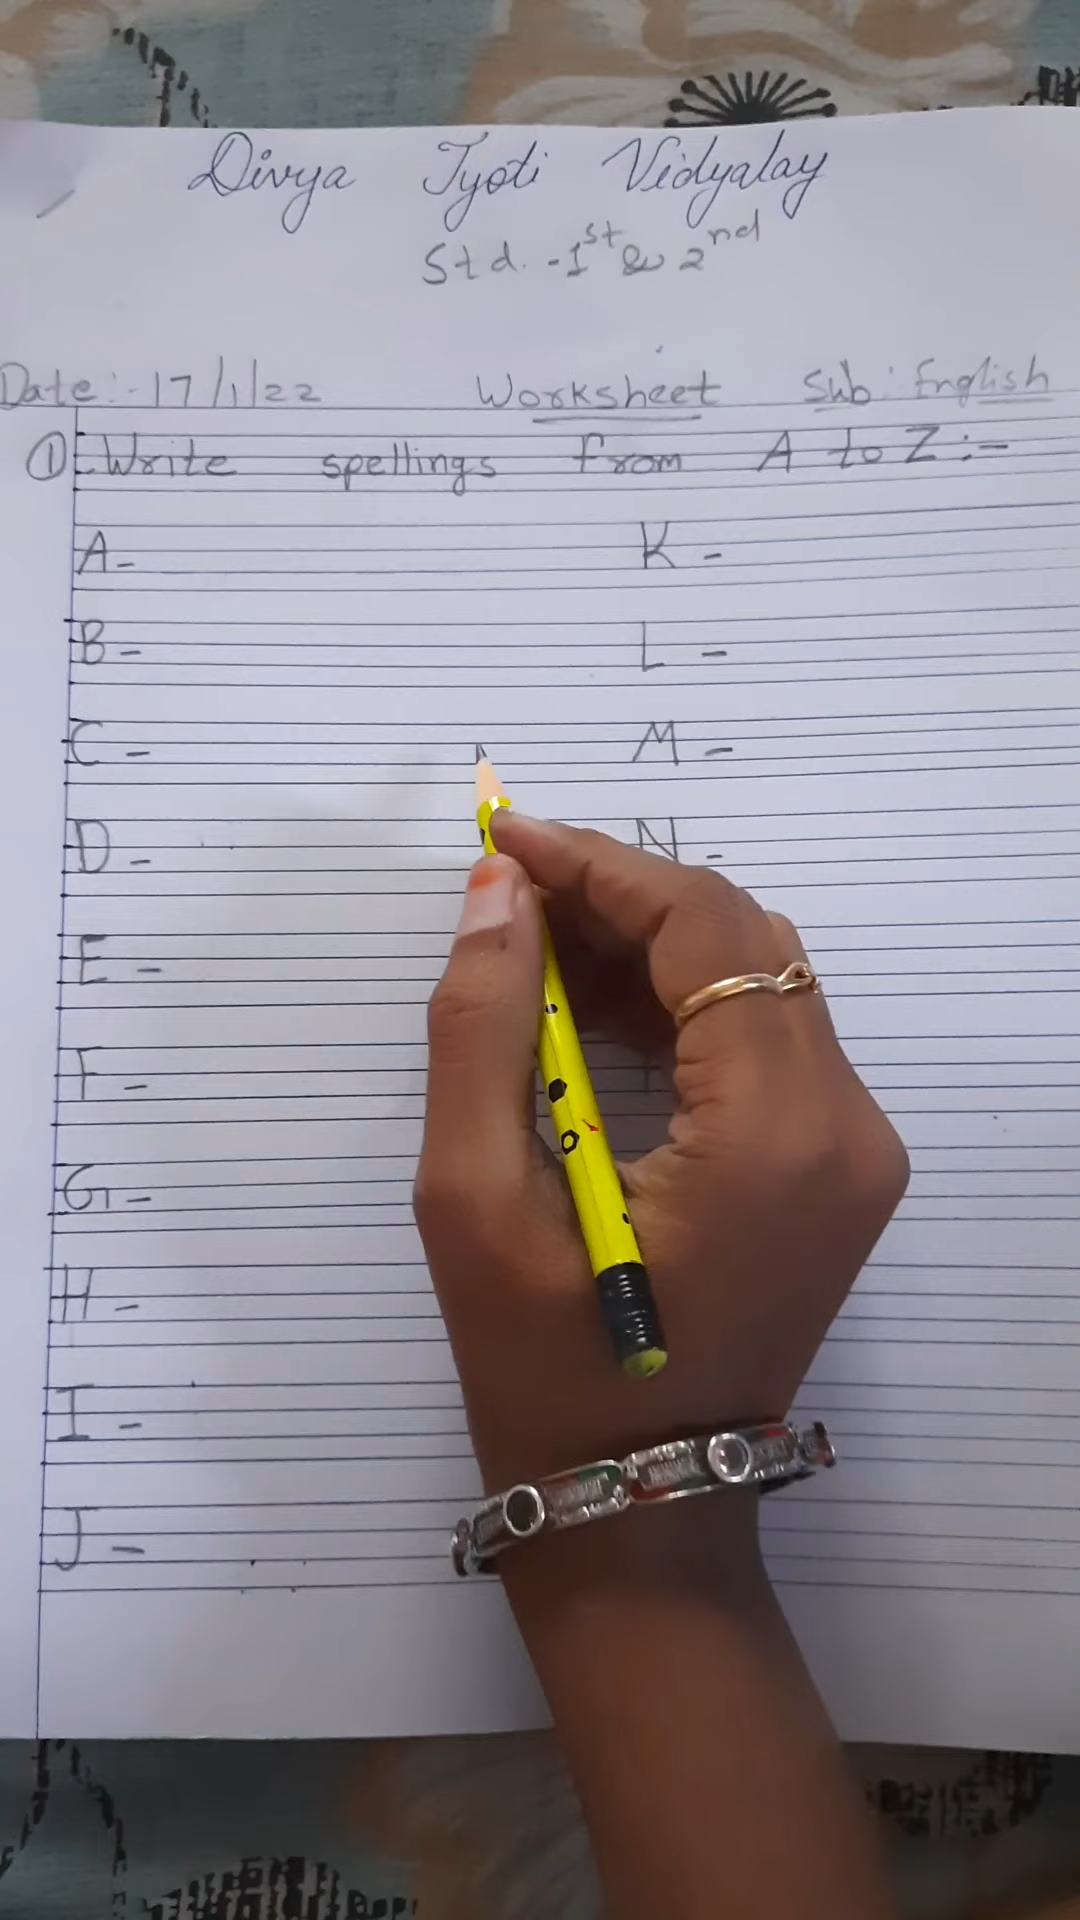 Divya Jyoti Vidyalay
Std. - 1st & 2nd
Date:- 17/1/22 Worksheet Sub: English
① Write spellings from A to Z :-
A - K -
B - L -
C - M -
D - N -
E -
F -
G -
H -
I -
J -